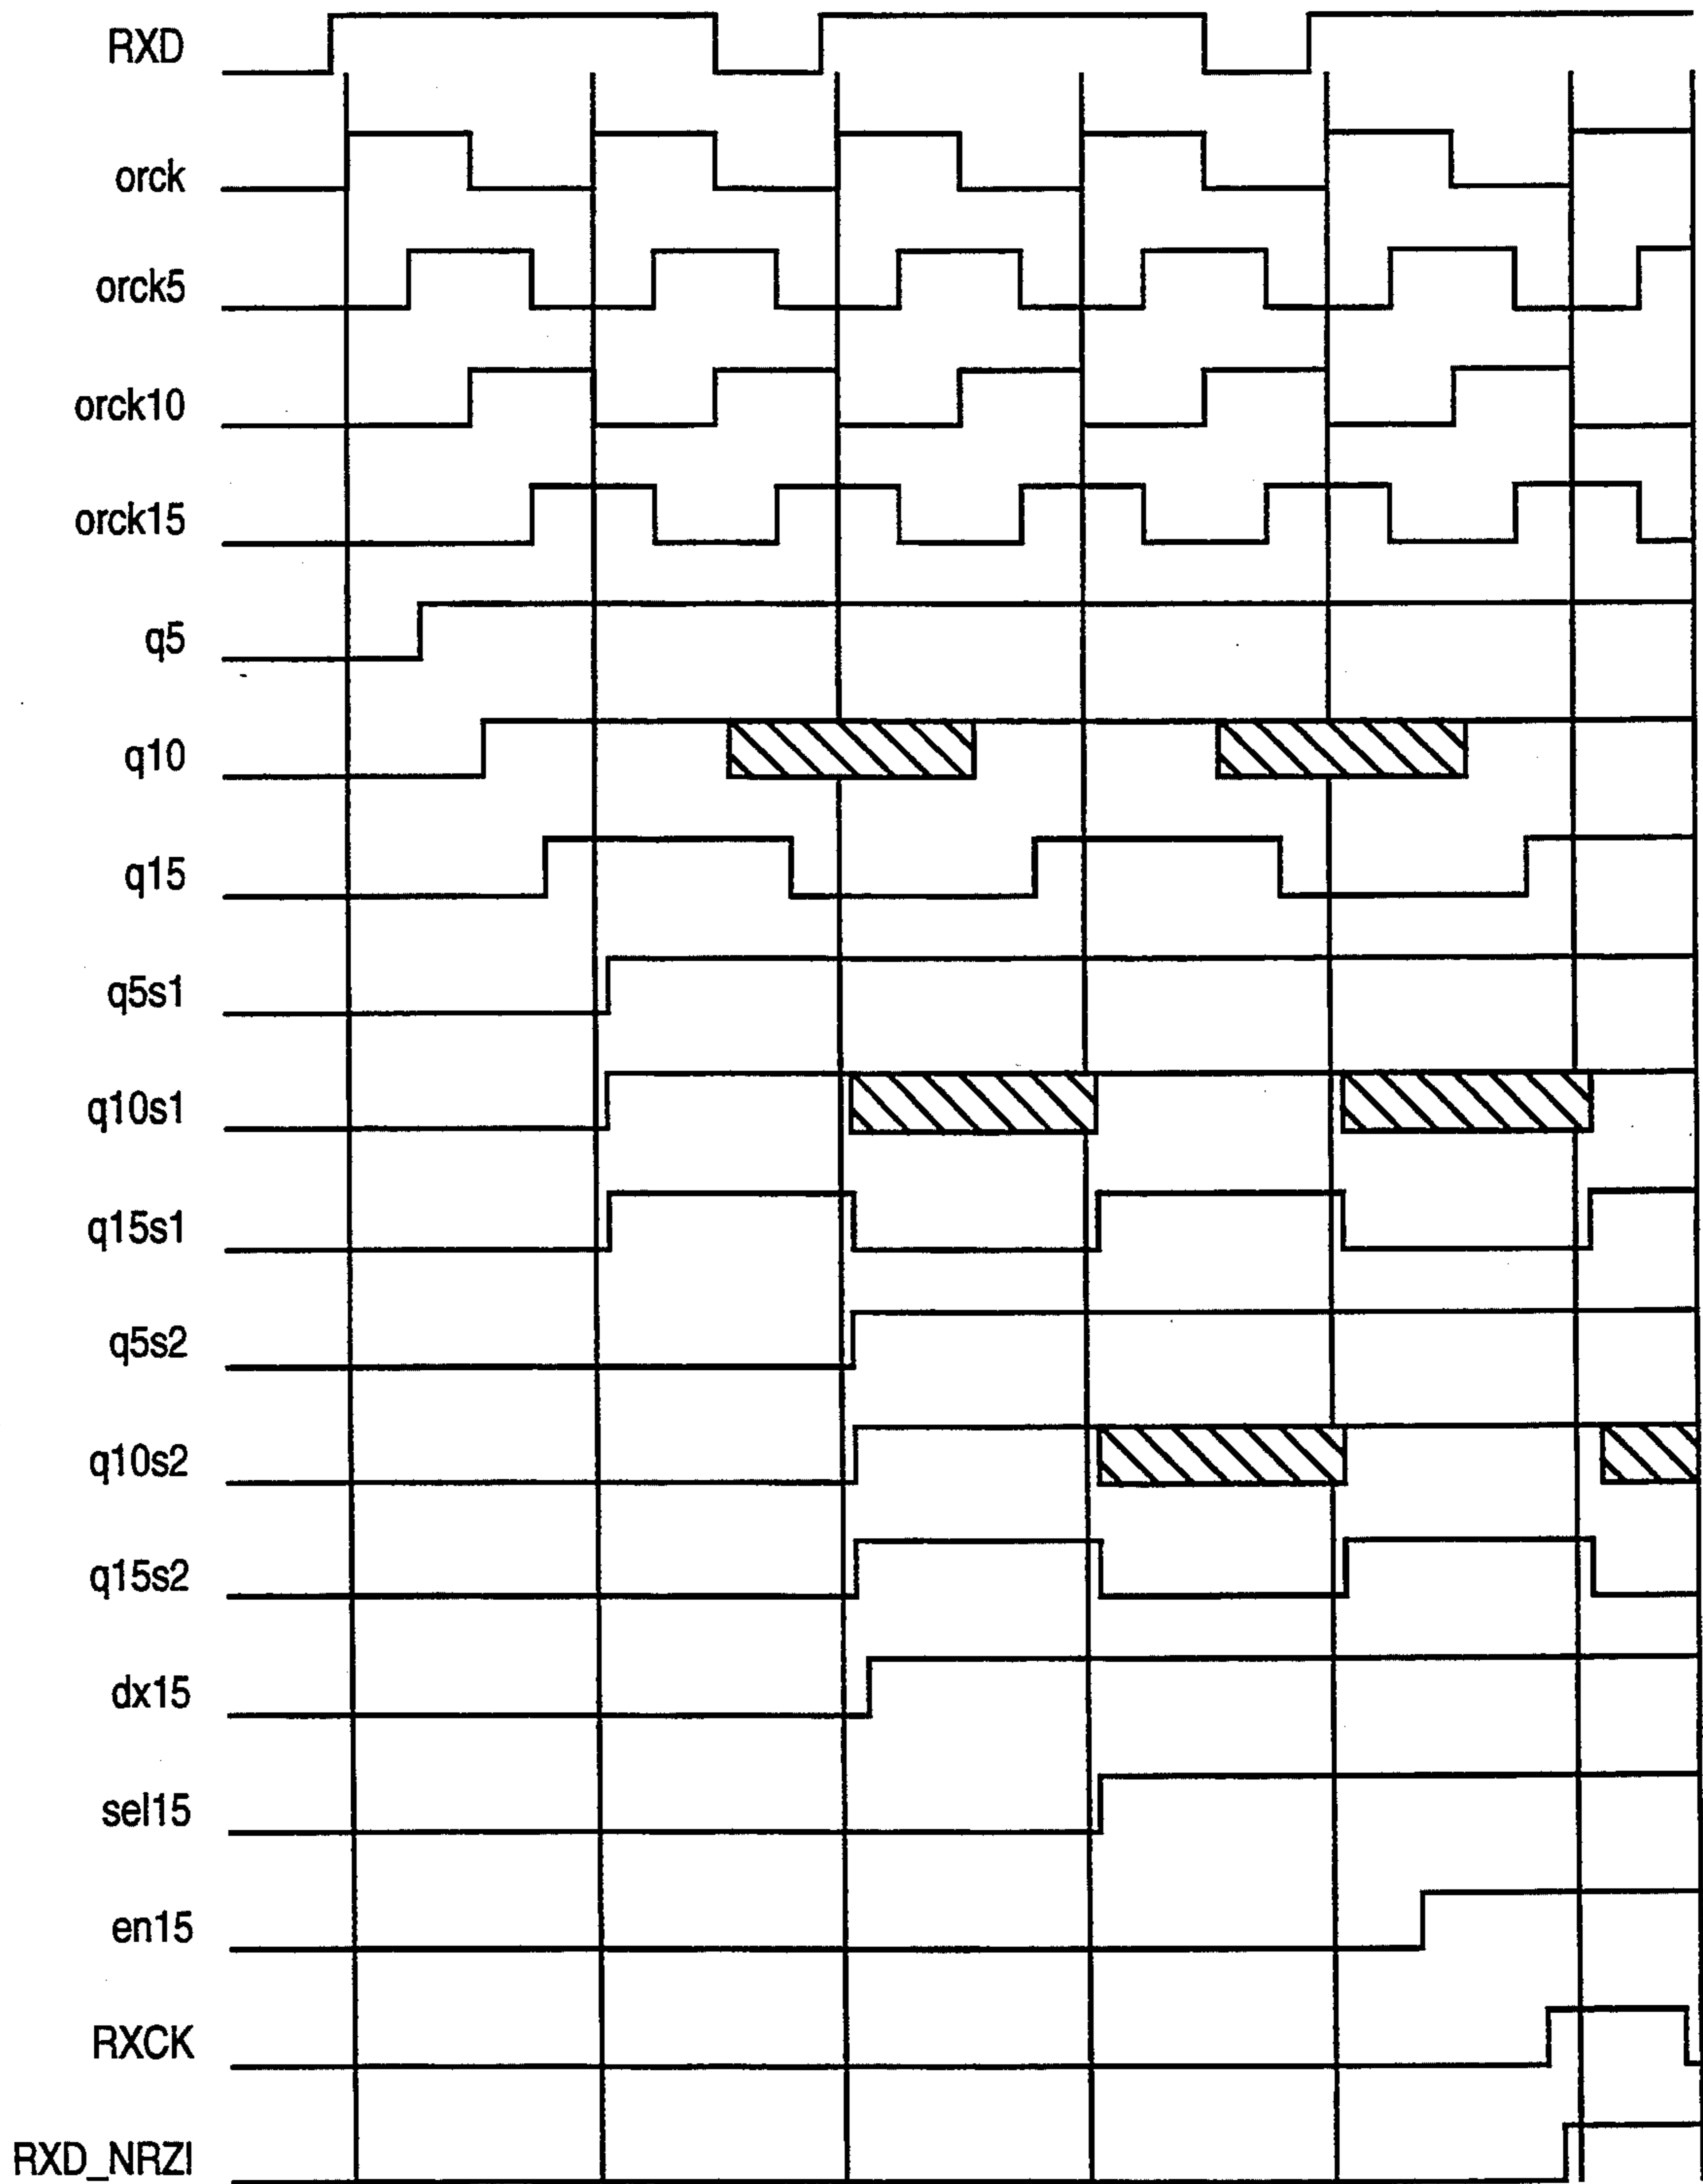 RXD
orck
orck5
orck10
orck15
q5
q10
q15
q5s1
q10s1
q15s1
q5s2
q10s2
q15s2
dx15
sel15
en15
RXCK
RXD_NRZI